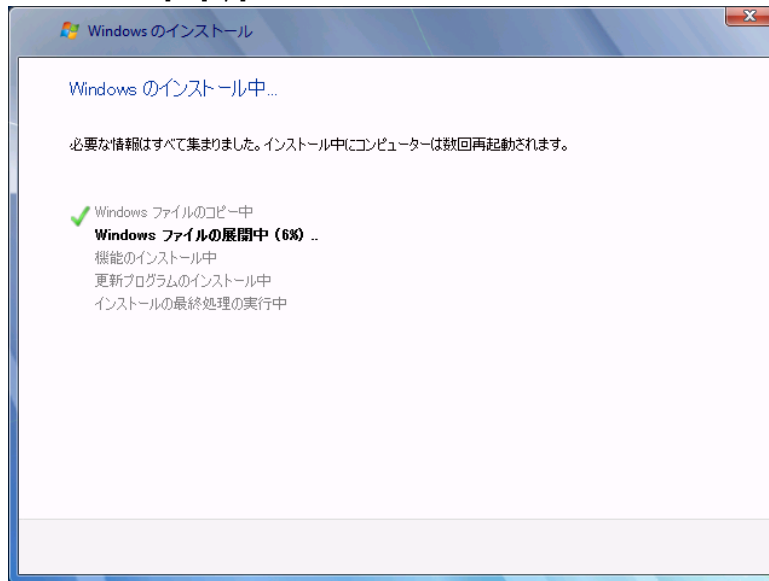 Windows のインストール
Windows のインストール中...
必要な情報はすべて集まりました。インストール中にコンピューターは数回再起動されます。
Windows ファイルのコピー中
Windows ファイルの展開中 (6%) ..
機能のインストール中
更新プログラムのインストール中
インストールの最終処理の実行中